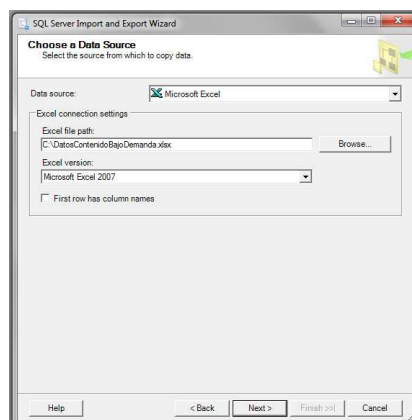 SQL Server Import and Export Wizard
Choose a Data Source
Select the source from which to copy data.
Data source: Microsoft Excel
Excel connection settings
Excel file path:
C:\DatosContenidoBajoDemanda.xlsx Browse...
Excel version:
Microsoft Excel 2007
First row has column names
Help < Back Next > Finish >>| Cancel